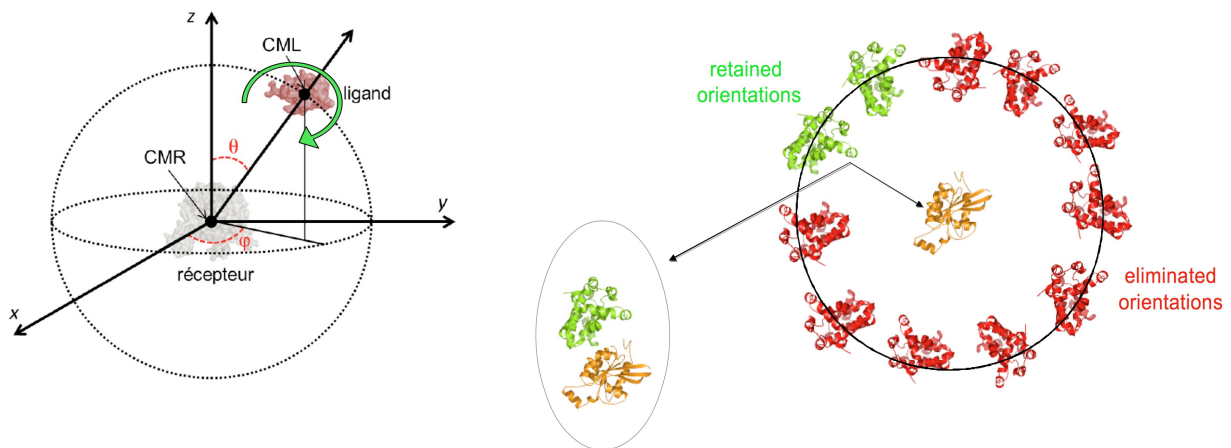 z
CML
ligand
θ
CMR
y
φ
récepteur
x
retained
orientations
eliminated
orientations